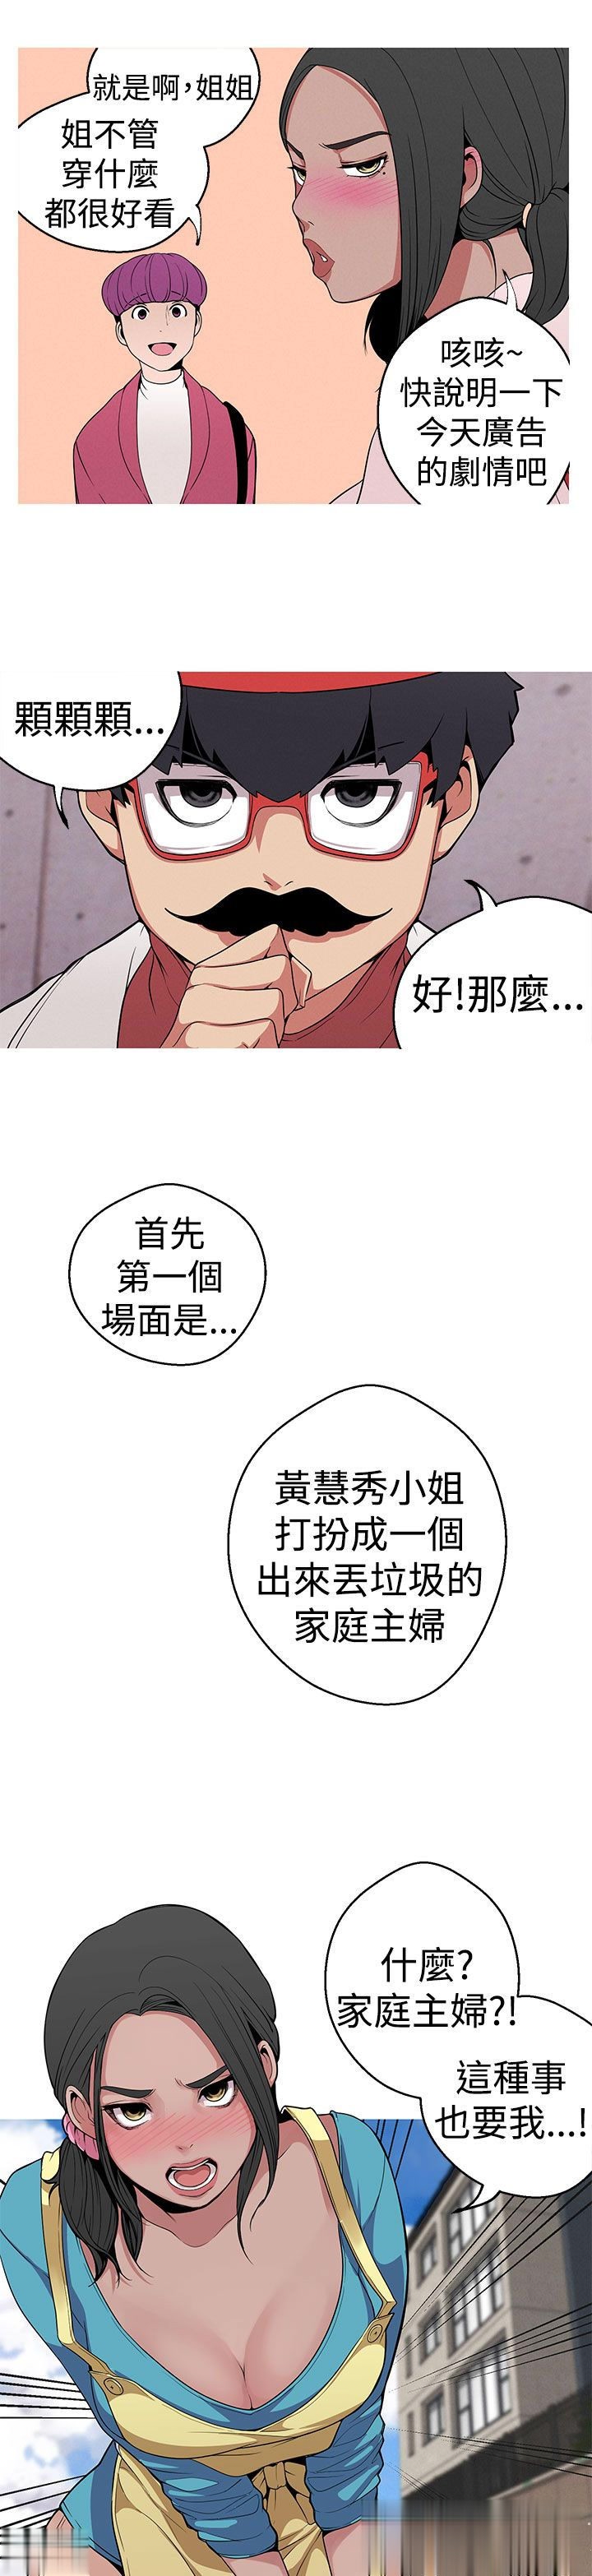 就是啊，姐姐
姐不管
穿什麼
都很好看
咳咳~
快說明一下
今天廣告
的劇情吧
顆顆顆...
好!那麼...
首先
第一個
場面是...
黃慧秀小姐
打扮成一個
出來丟垃圾的
家庭主婦
什麼?
家庭主婦?!
這種事
也要我...!